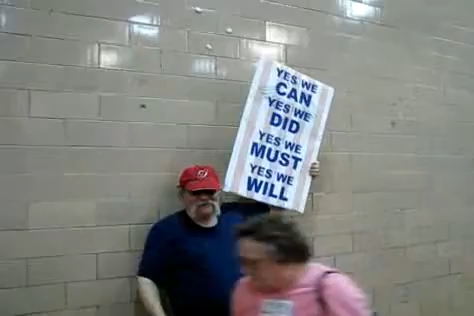 YES WE
CAN
YES WE
DID
YES WE
MUST
YES WE
WILL